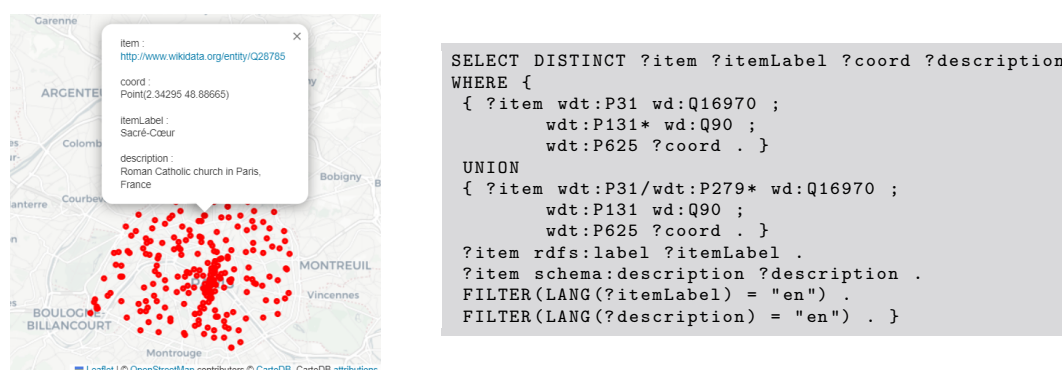 Garenne
item :
http://www.wikidata.org/entity/Q28785
×
coord :
Point(2.34295 48.88665)
ARGENTE
itemLabel :
Sacré-Cœur
Colomb
description :
Roman Catholic church in Paris,
France
Bobigny
anterre
Courbev
MONTREUIL
Vincennes
BOULOGNE-
BILLANCOURT
Montrouge
Leaflet | © OpenStreetMap contributors © CartoDB, CartoDB attributions
SELECT DISTINCT ?item ?itemLabel ?coord ?description
WHERE {
{ ?item wdt:P31 wd:Q16970 ;
wdt:P131* wd:Q90 ;
wdt:P625 ?coord . }
UNION
{ ?item wdt:P31/wdt:P279* wd:Q16970 ;
wdt:P131 wd:Q90 ;
wdt:P625 ?coord . }
?item rdfs:label ?itemLabel .
?item schema:description ?description .
FILTER(LANG(?itemLabel) = "en") .
FILTER(LANG(?description) = "en") . }